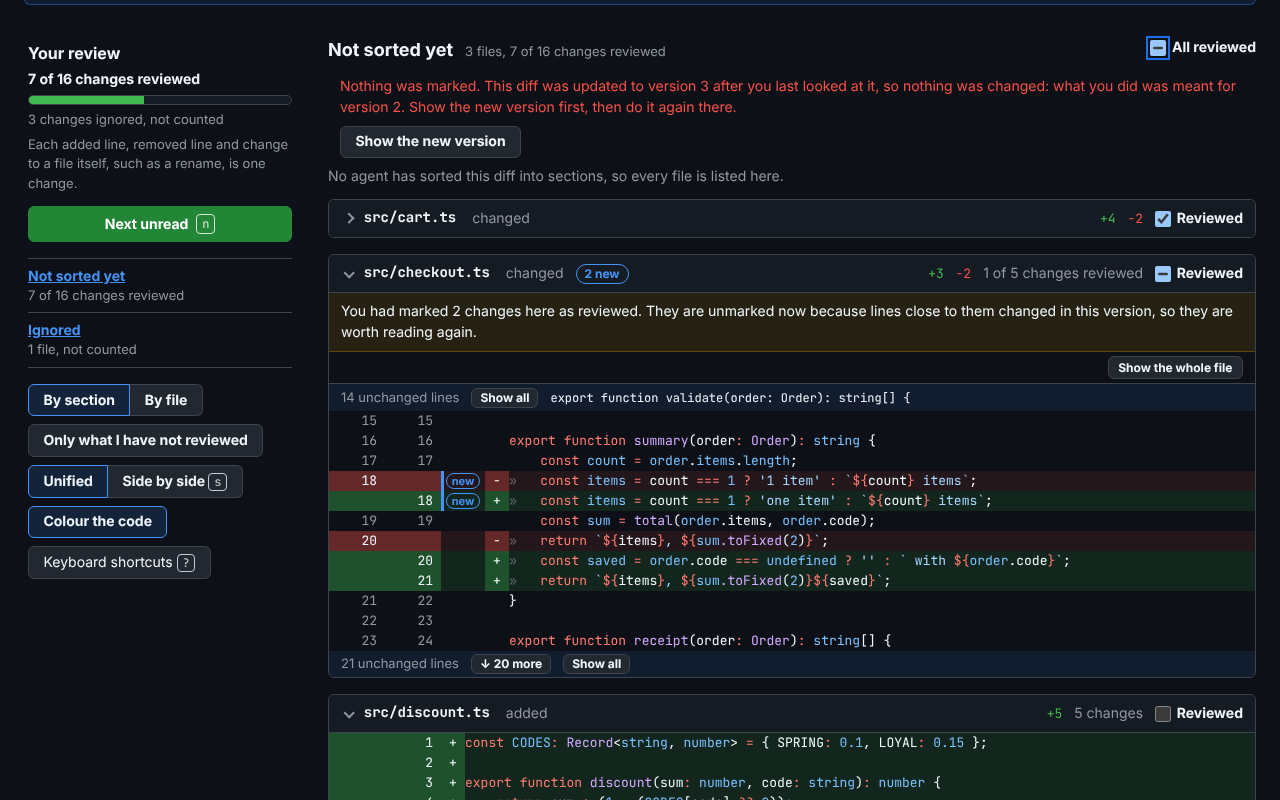 Your review
7 of 16 changes reviewed
3 changes ignored, not counted
Each added line, removed line and change
to a file itself, such as a rename, is one
change.
Next unread n
Not sorted yet
7 of 16 changes reviewed
Ignored
1 file, not counted
By section By file
Only what I have not reviewed
Unified Side by side s
Colour the code
Keyboard shortcuts ?
Not sorted yet 3 files, 7 of 16 changes reviewed All reviewed
Nothing was marked. This diff was updated to version 3 after you last looked at it, so nothing was changed: what you did was meant for
version 2. Show the new version first, then do it again there.
Show the new version
No agent has sorted this diff into sections, so every file is listed here.
src/cart.ts changed +4 -2 Reviewed
src/checkout.ts changed 2 new +3 -2 1 of 5 changes reviewed Reviewed
You had marked 2 changes here as reviewed. They are unmarked now because lines close to them changed in this version, so they are
worth reading again.
Show the whole file
14 unchanged lines Show all export function validate(order: Order): string[] {
15 15
16 16 export function summary(order: Order): string {
17 17 const count = order.items.length;
18 new - » const items = count === 1 ? '1 item' : `${count} items`;
18 new + » const items = count === 1 ? 'one item' : `${count} items`;
19 19 const sum = total(order.items, order.code);
20 - » return `${items}, ${sum.toFixed(2)}`;
20 + » const saved = order.code === undefined ? '' : ` with ${order.code}`;
21 + » return `${items}, ${sum.toFixed(2)}${saved}`;
21 22 }
22 23
23 24 export function receipt(order: Order): string[] {
21 unchanged lines ↓ 20 more Show all
src/discount.ts added +5 5 changes Reviewed
1 + const CODES: Record<string, number> = { SPRING: 0.1, LOYAL: 0.15 };
2 +
3 + export function discount(sum: number, code: string): number {